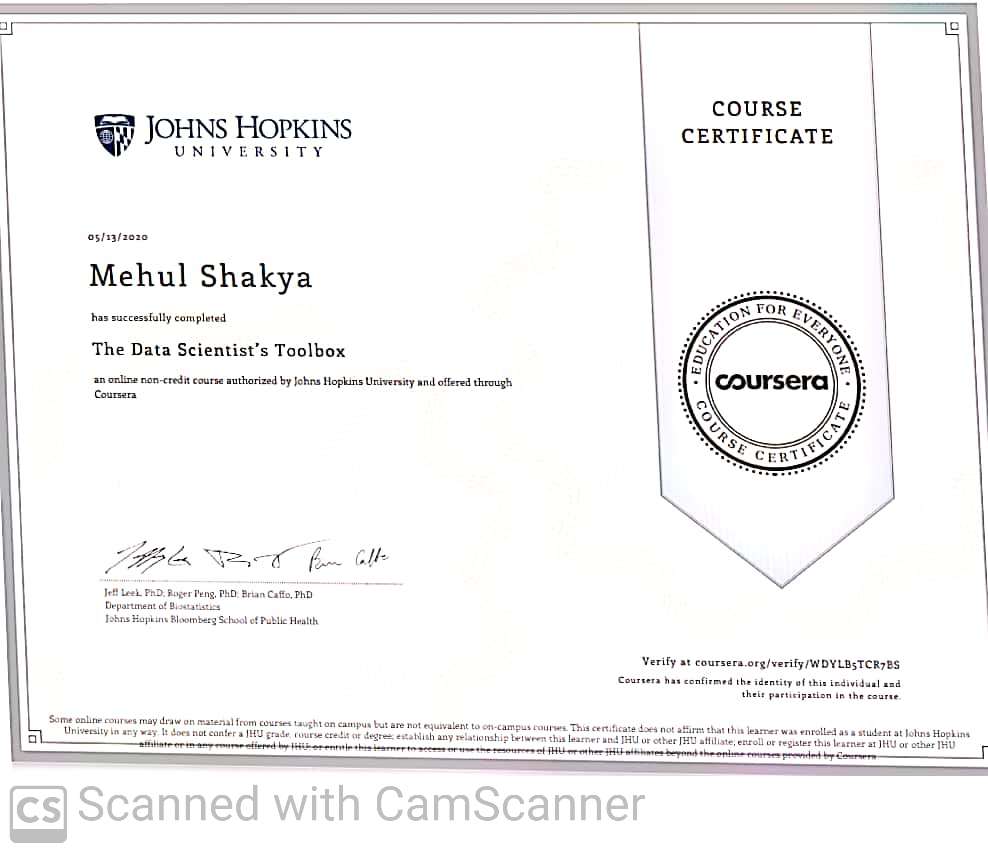 JOHNS HOPKINS
UNIVERSITY
COURSE
CERTIFICATE
05/13/2020
Mehul Shakya
has successfully completed
The Data Scientist's Toolbox
an online non-credit course authorized by Johns Hopkins University and offered through
Coursera
EDUCATION FOR EVERYONE
coursera
COURSE CERTIFICATE
Jeff Leek, PhD; Roger Peng, PhD; Brian Caffo, PhD
Department of Biostatistics
Johns Hopkins Bloomberg School of Public Health
Verify at coursera.org/verify/WDYLB5TCR7BS
Coursera has confirmed the identity of this individual and
their participation in the course.
Some online courses may draw on material from courses taught on campus but are not equivalent to on-campus courses. This certificate does not affirm that this learner was enrolled as a student at Johns Hopkins
University in any way. It does not confer a JHU grade, course credit or degree; establish any relationship between this learner and JHU or other JHU affiliate; enroll or register this learner at JHU or other JHU
affiliate or in any course offered by JHU; or entitle this learner to access or use the resources of JHU or other JHU affiliates beyond the online courses provided by Coursera.
CS Scanned with CamScanner